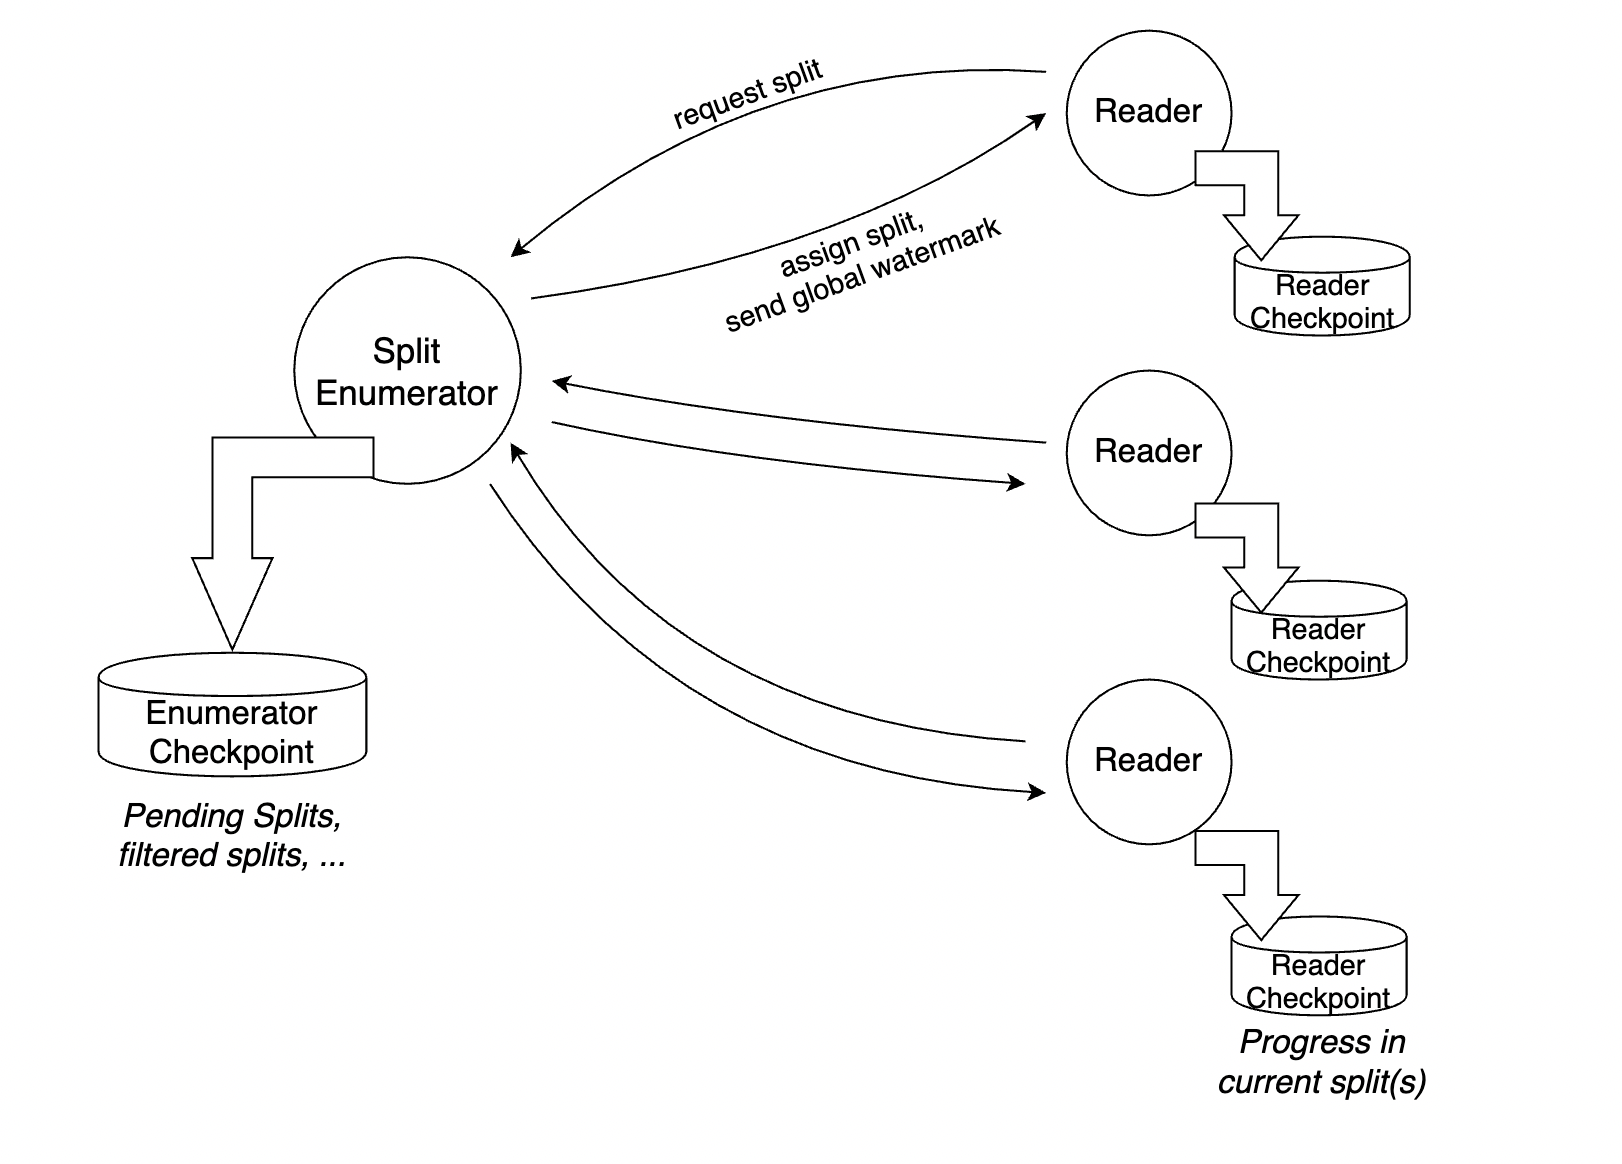 request split
Reader
assign split,
send global watermark
Reader
Checkpoint
Split
Enumerator
Reader
Reader
Checkpoint
Enumerator
Checkpoint
Pending Splits,
filtered splits, ...
Reader
Reader
Checkpoint
Progress in
current split(s)